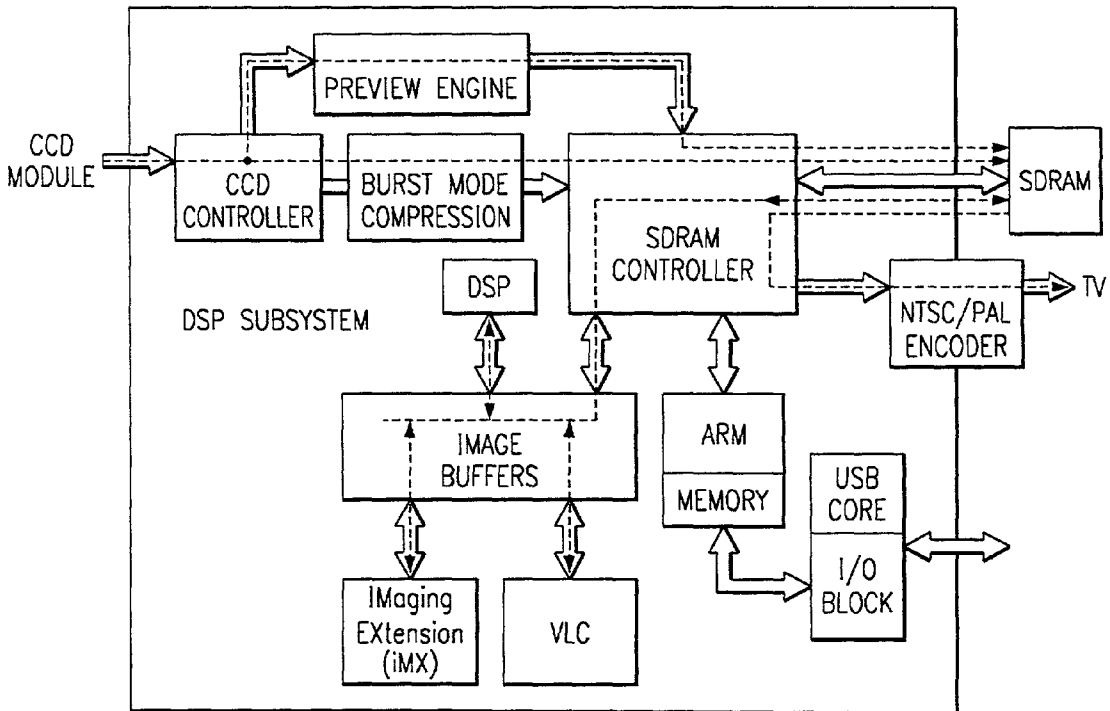 PREVIEW ENGINE
CCD
MODULE
CCD
CONTROLLER
BURST MODE
COMPRESSION
SDRAM
CONTROLLER
SDRAM
DSP
DSP SUBSYSTEM
NTSC/PAL
ENCODER
TV
IMAGE
BUFFERS
ARM
MEMORY
USB
CORE
I/O
BLOCK
IMaging
EXtension
(iMX)
VLC